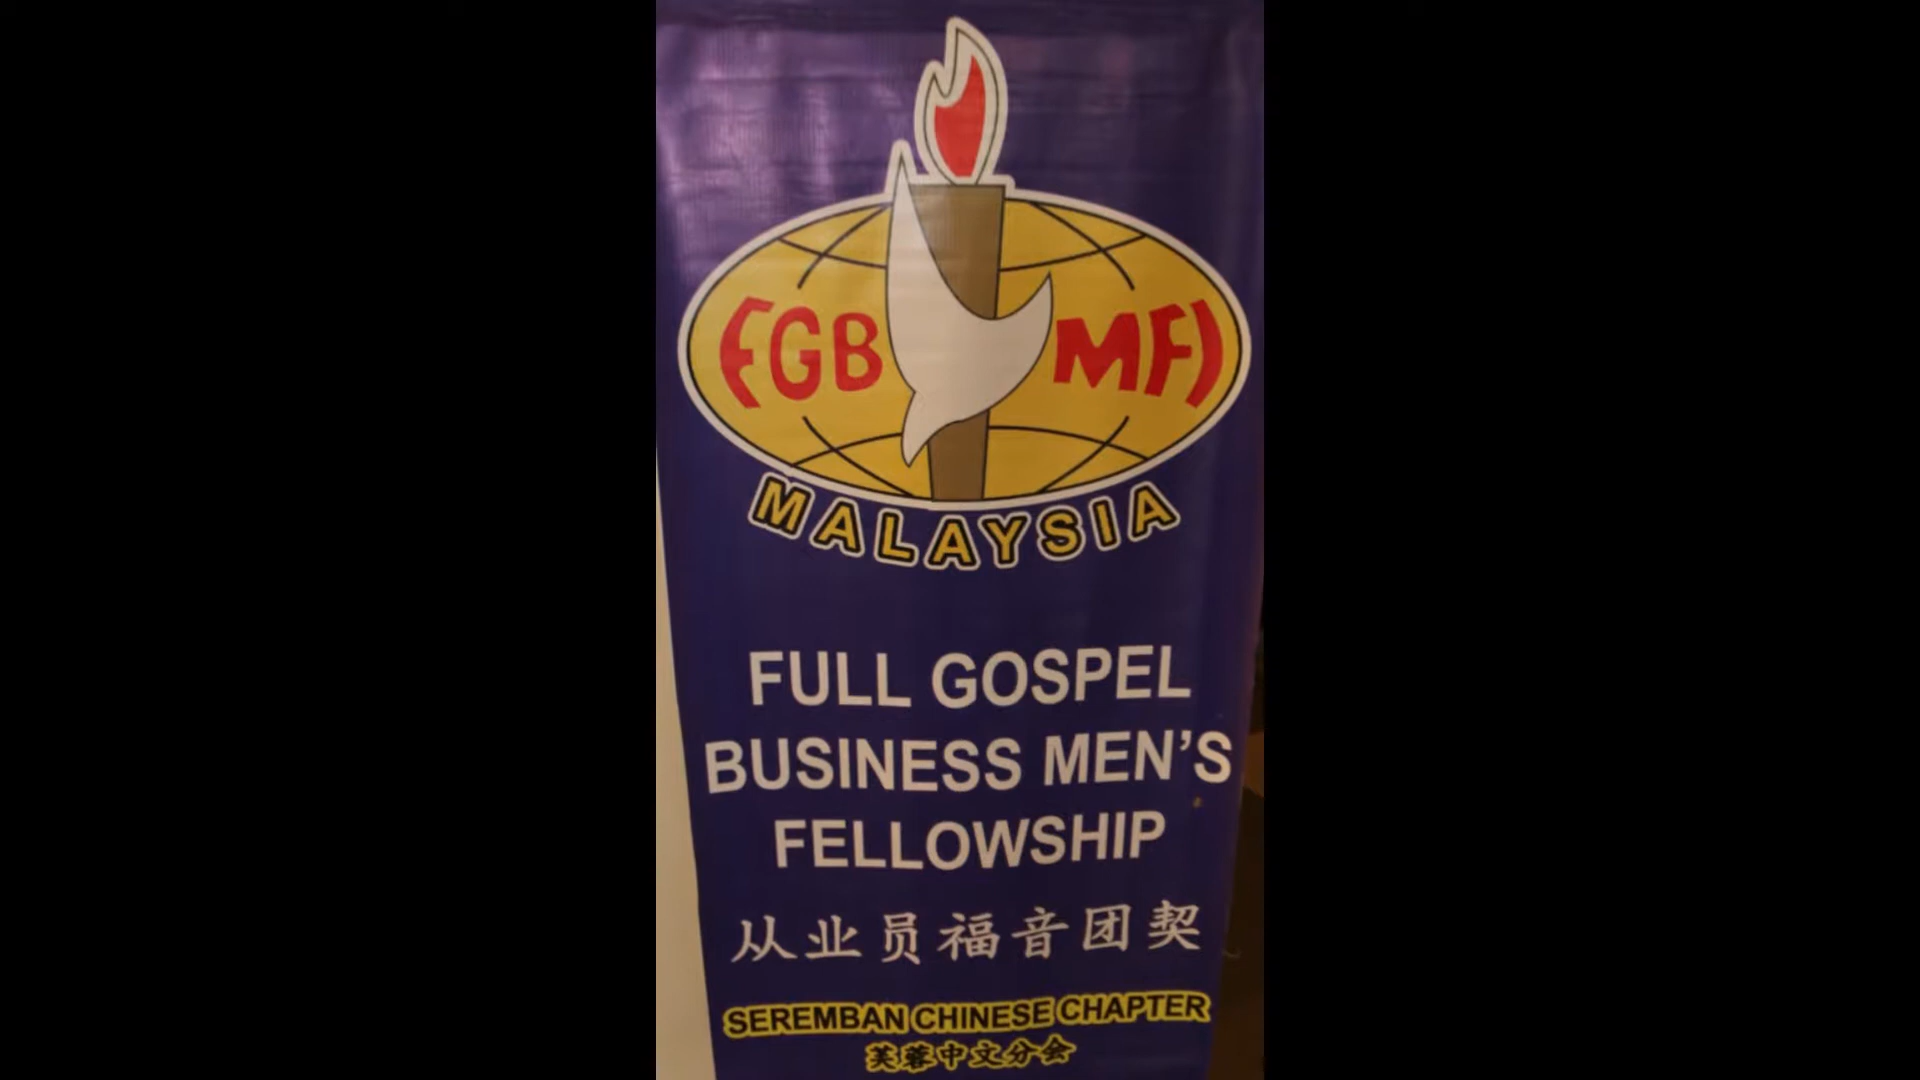 FGB MFI
MALAYSIA
FULL GOSPEL
BUSINESS MEN'S
FELLOWSHIP
从业员福音团契
SEREMBAN CHINESE CHAPTER
芙蓉中文分会